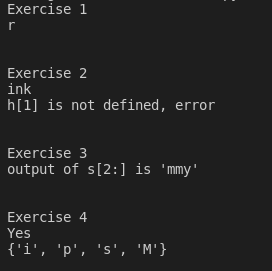 Exercise 1
r
Exercise 2
ink
h[1] is not defined, error
Exercise 3
output of s[2:] is 'mmy'
Exercise 4
Yes
{'i', 'p', 's', 'M'}